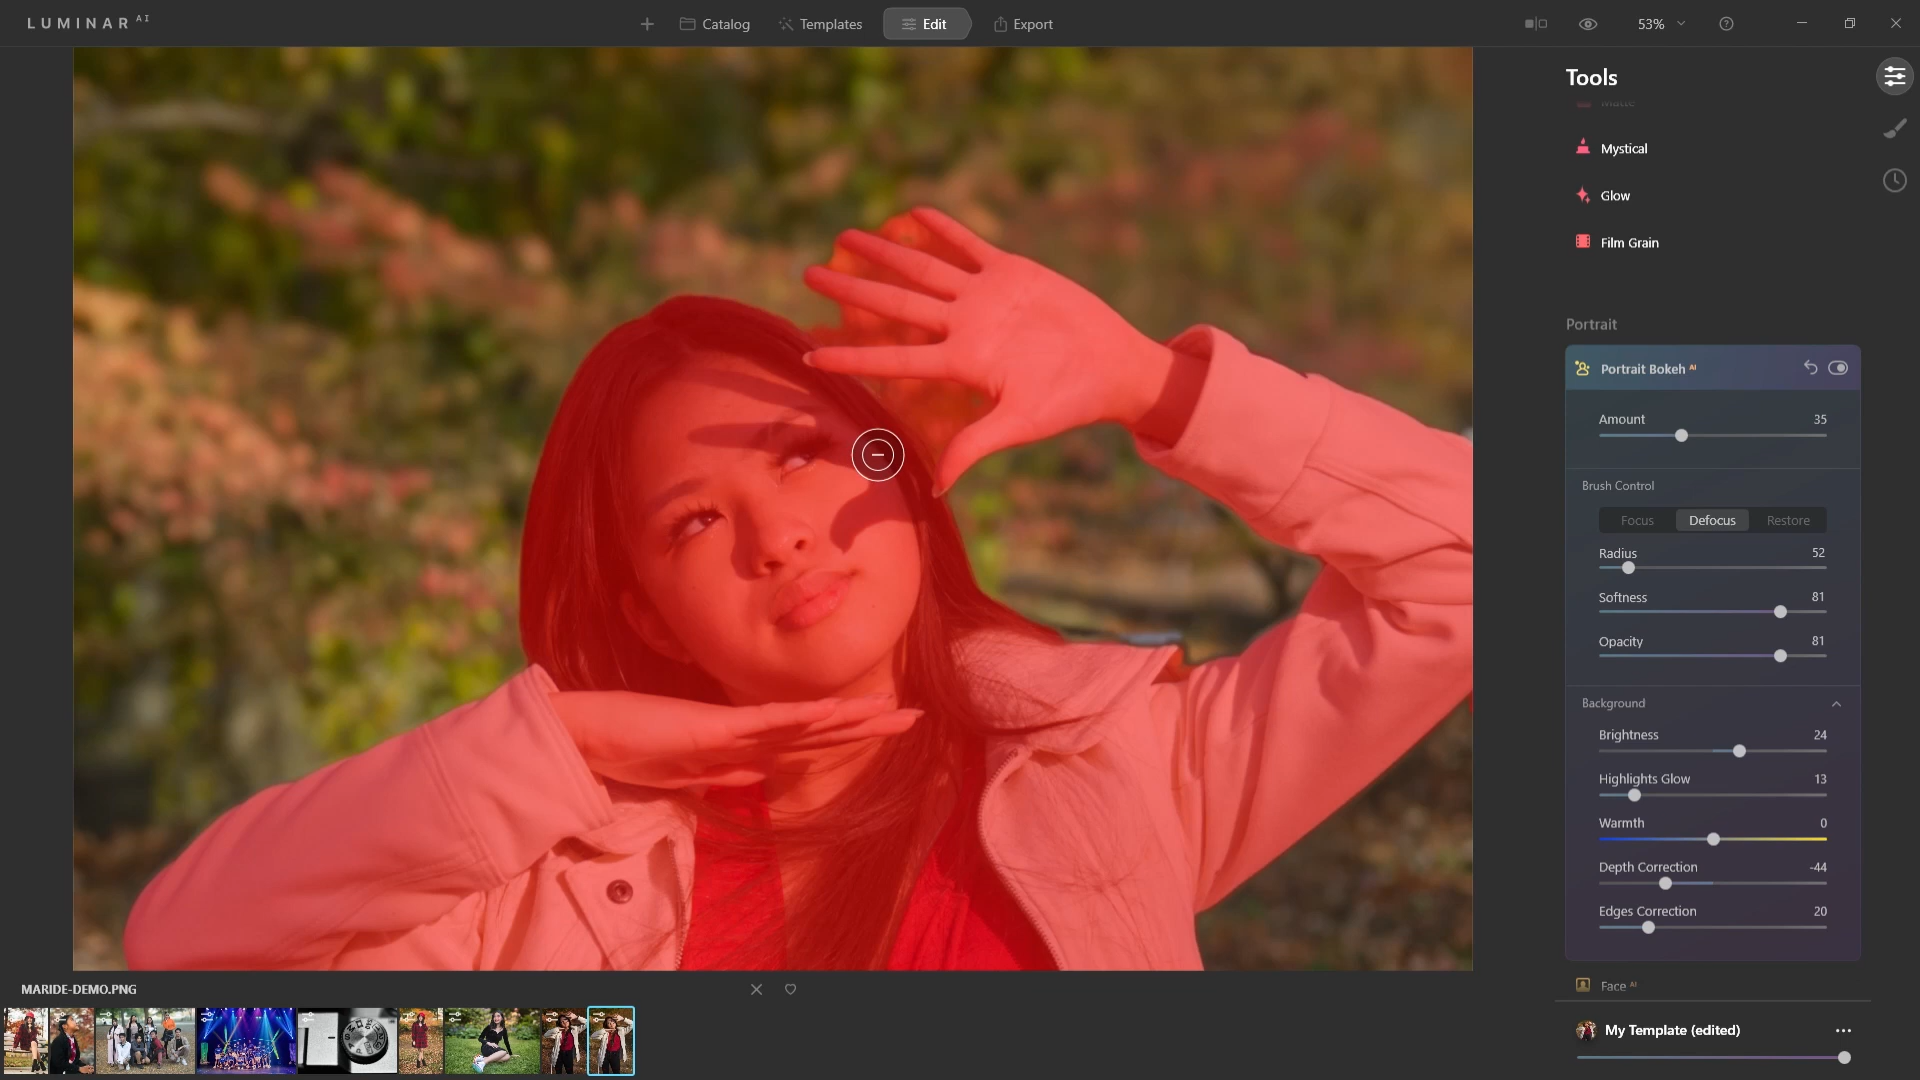 LUMINAR AI
Catalog
Templates
Edit
Export
53%
Tools
Matte
Mystical
Glow
Film Grain
Portrait
Portrait Bokeh AI
Amount 35
Brush Control
Focus Defocus Restore
Radius 52
Softness 81
Opacity 81
Background
Brightness 24
Highlights Glow 13
Warmth 0
Depth Correction -44
Edges Correction 20
Face AI
My Template (edited)
MARIDE-DEMO.PNG